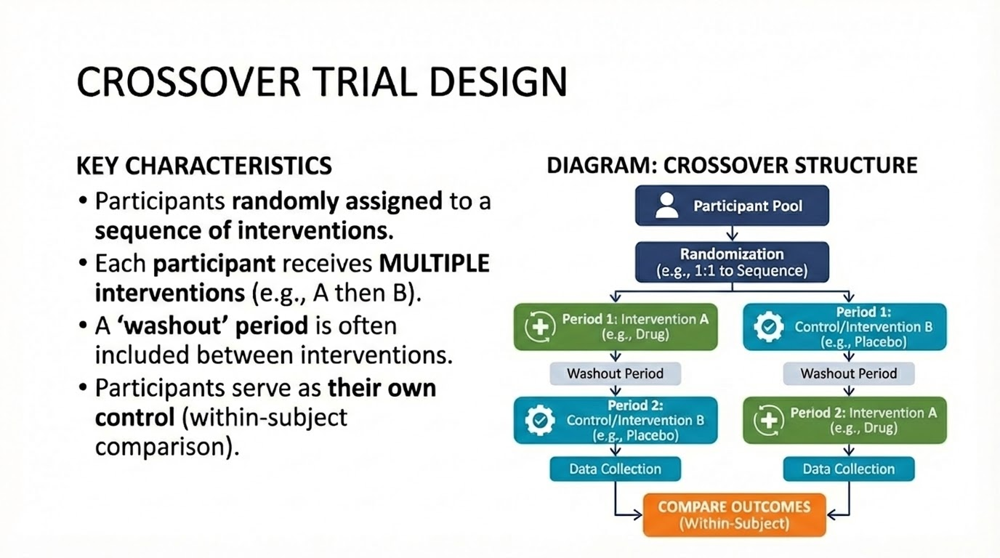 CROSSOVER TRIAL DESIGN
KEY CHARACTERISTICS
• Participants randomly assigned to a
sequence of interventions.
• Each participant receives MULTIPLE
interventions (e.g., A then B).
• A ‘washout’ period is often
included between interventions.
• Participants serve as their own
control (within-subject
comparison).
DIAGRAM: CROSSOVER STRUCTURE
Participant Pool
Randomization
(e.g., 1:1 to Sequence)
Period 1: Intervention A
(e.g., Drug)
Washout Period
Period 2:
Control/Intervention B
(e.g., Placebo)
Data Collection
Period 1:
Control/Intervention B
(e.g., Placebo)
Washout Period
Period 2: Intervention A
(e.g., Drug)
Data Collection
COMPARE OUTCOMES
(Within-Subject)